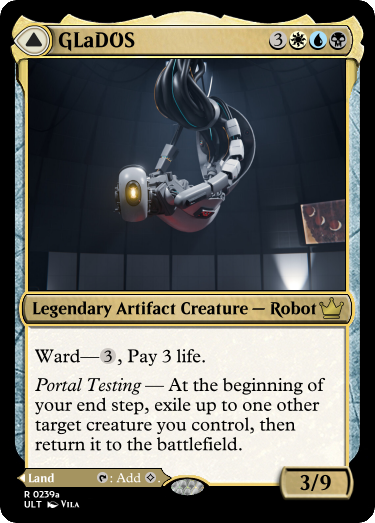 GLaDOS 3
Legendary Artifact Creature — Robot
Ward—3, Pay 3 life.
Portal Testing — At the beginning of
your end step, exile up to one other
target creature you control, then
return it to the battlefield.
Land : Add .
3/9
R 0239a
ULT VILA